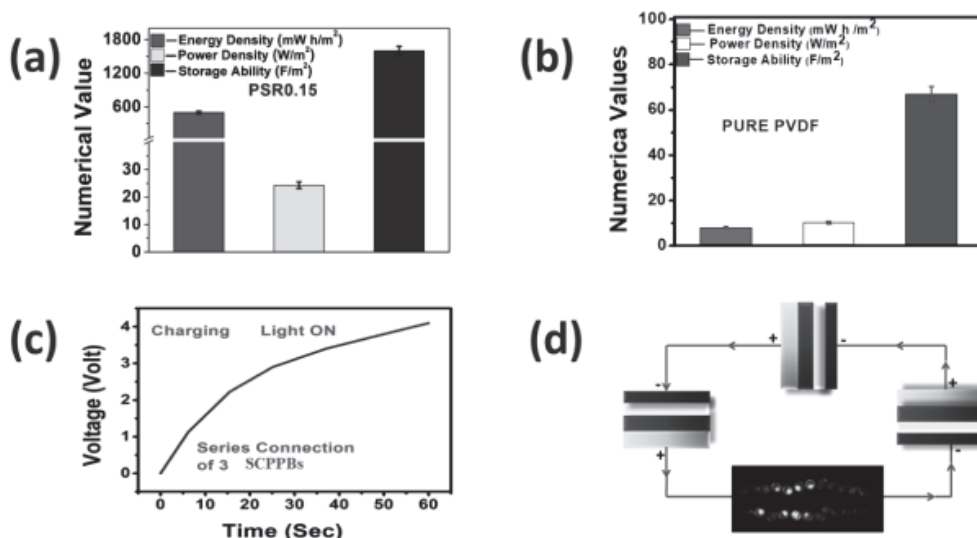 (a)
Numerical Value
1800
1200
600
30
20
10
0
Energy Density (mW h/m²)
Power Density (W/m²)
Storage Ability (F/m²)
PSR0.15
(b)
Numerica Values
100
80
60
40
20
0
Energy Density (mW h/m²)
Power Density (W/m²)
Storage Ability (F/m²)
PURE PVDF
(c)
Voltage (Volt)
4
3
2
1
0
Charging Light ON
Series Connection
of 3 SCPPBs
0 10 20 30 40 50 60
Time (Sec)
(d)
+ -
- +
+ -